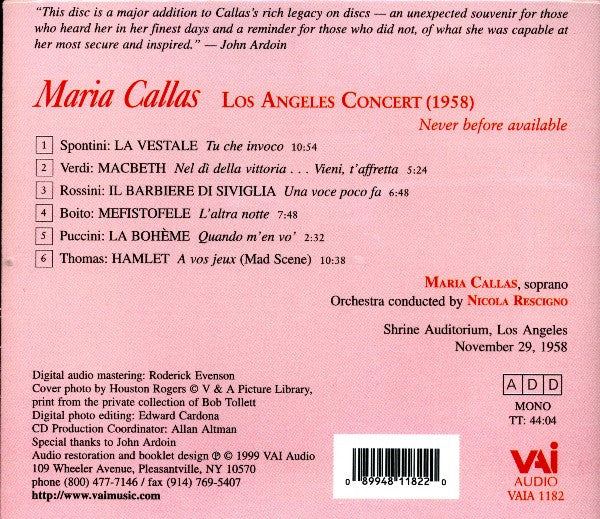 "This disc is a major addition to Callas's rich legacy on discs — an unexpected souvenir for those
who heard her in her finest days and a reminder for those who did not, of what she was capable at
her most secure and inspired." — John Ardoin
Maria Callas LOS ANGELES CONCERT (1958)
Never before available
1 Spontini: LA VESTALE Tu che invoco 10:54
2 Verdi: MACBETH Nel dì della vittoria . . . Vieni, t'affretta 5:24
3 Rossini: IL BARBIERE DI SIVIGLIA Una voce poco fa 6:48
4 Boito: MEFISTOFELE L'altra notte 7:48
5 Puccini: LA BOHÈME Quando m'en vo' 2:32
6 Thomas: HAMLET A vos jeux (Mad Scene) 10:38
MARIA CALLAS, soprano
Orchestra conducted by NICOLA RESCIGNO
Shrine Auditorium, Los Angeles
November 29, 1958
Digital audio mastering: Roderick Evenson
Cover photo by Houston Rogers © V & A Picture Library,
print from the private collection of Bob Tollett
Digital photo editing: Edward Cardona
CD Production Coordinator: Allan Altman
Special thanks to John Ardoin
Audio restoration and booklet design ℗ © 1999 VAI Audio
109 Wheeler Avenue, Pleasantville, NY 10570
phone (800) 477-7146 / fax (914) 769-5407
http://www.vaimusic.com
0 89948 11822 0
A D D
MONO
TT: 44:04
VAI
AUDIO
VAIA 1182